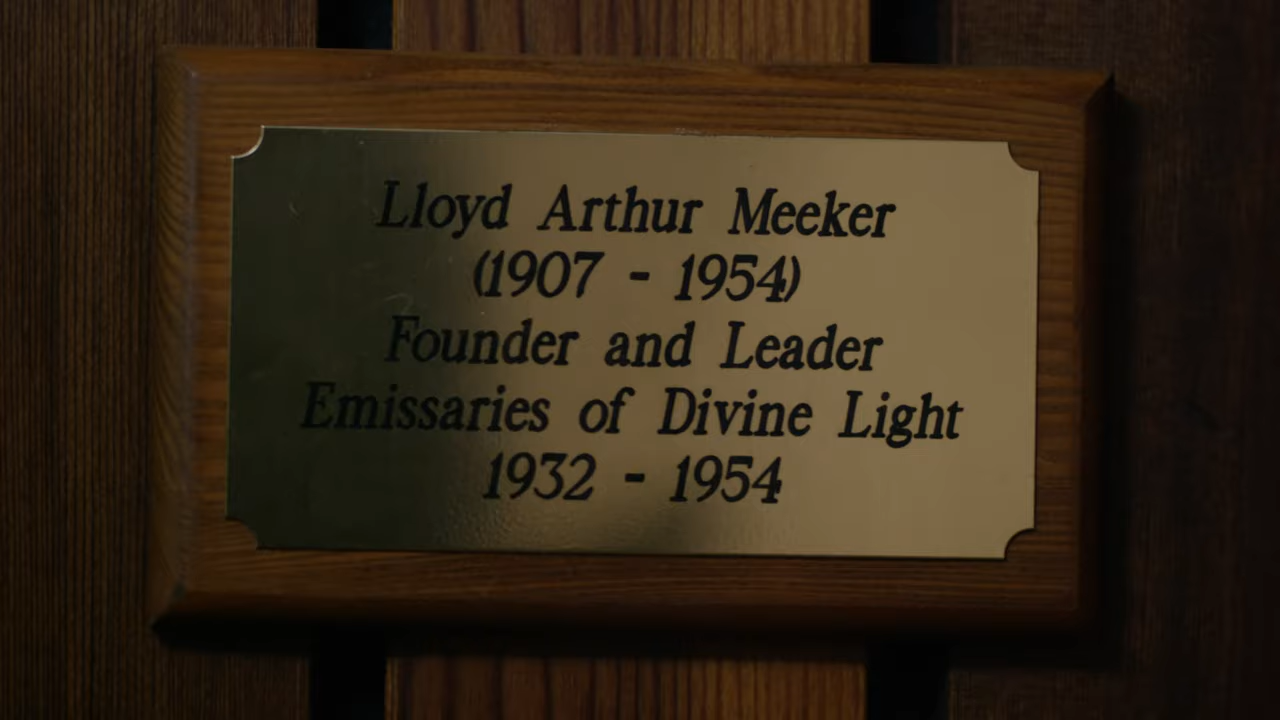 Lloyd Arthur Meeker
(1907 - 1954)
Founder and Leader
Emissaries of Divine Light
1932 - 1954